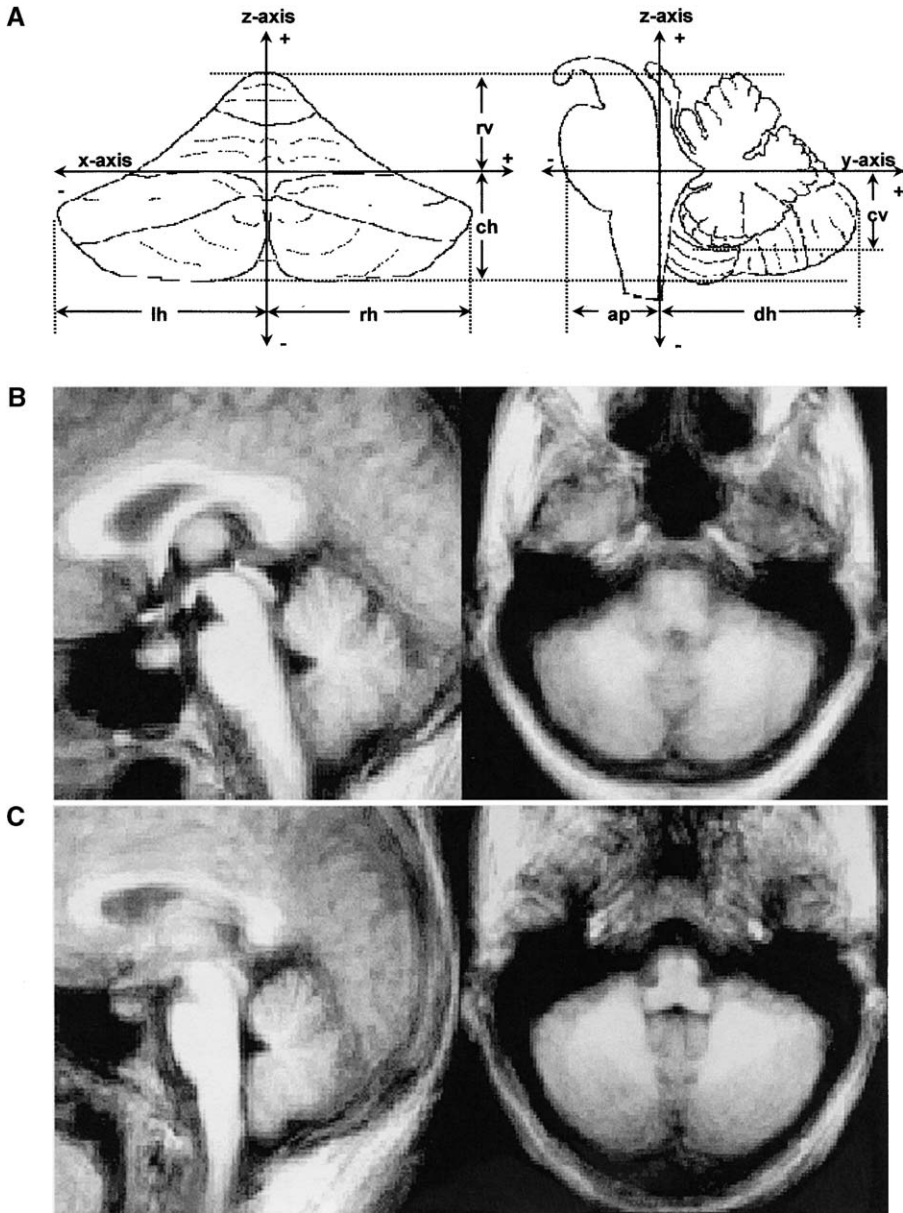 A
z-axis
+
rv
x-axis
-
+
ch
lh
rh
-
z-axis
+
-
y-axis
+
cv
ap
dh
-
B
C